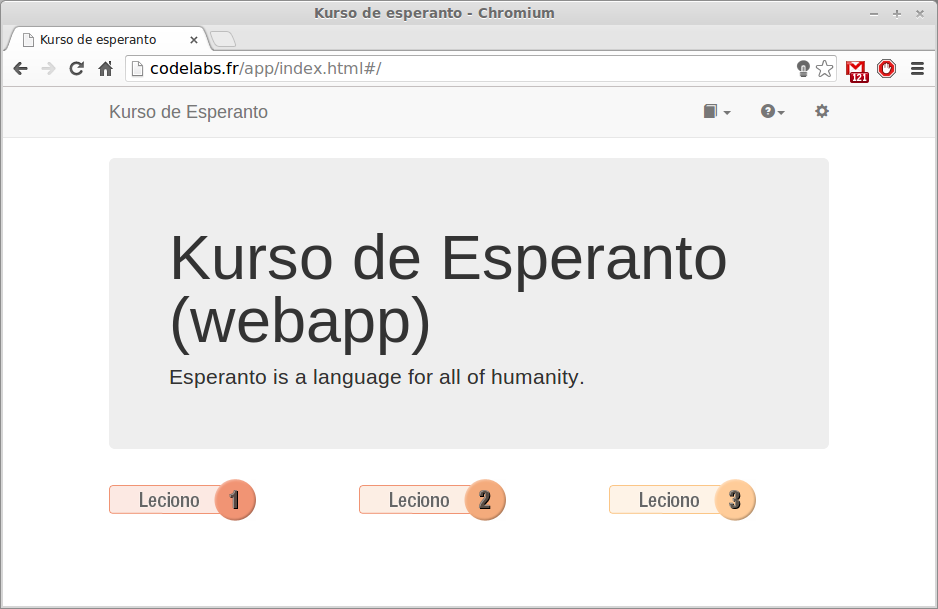 Kurso de esperanto - Chromium
Kurso de esperanto
codelabs.fr/app/index.html#/
121
Kurso de Esperanto
Kurso de Esperanto
(webapp)
Esperanto is a language for all of humanity.
Leciono 1 Leciono 2 Leciono 3